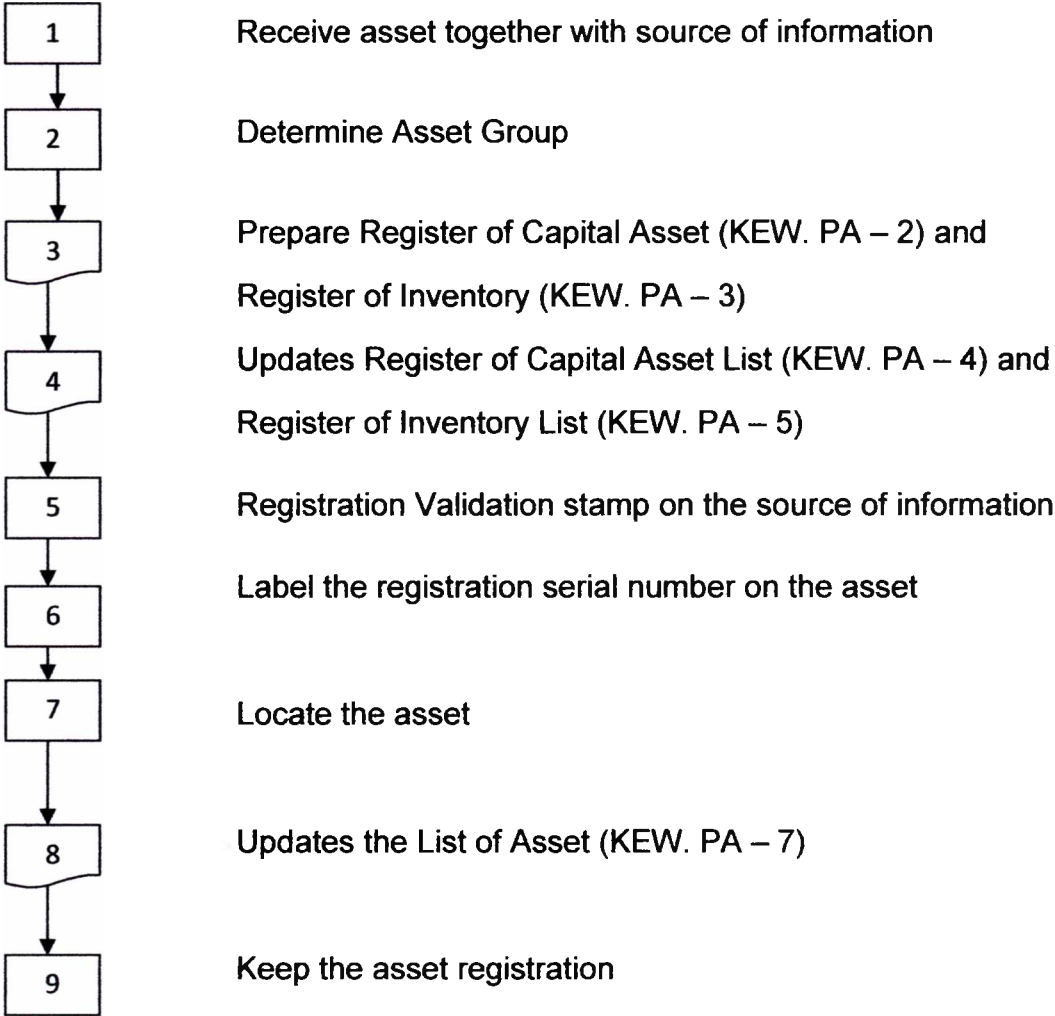 1 Receive asset together with source of information
2 Determine Asset Group
3 Prepare Register of Capital Asset (KEW. PA – 2) and
Register of Inventory (KEW. PA – 3)
4 Updates Register of Capital Asset List (KEW. PA – 4) and
Register of Inventory List (KEW. PA – 5)
5 Registration Validation stamp on the source of information
6 Label the registration serial number on the asset
7 Locate the asset
8 Updates the List of Asset (KEW. PA – 7)
9 Keep the asset registration